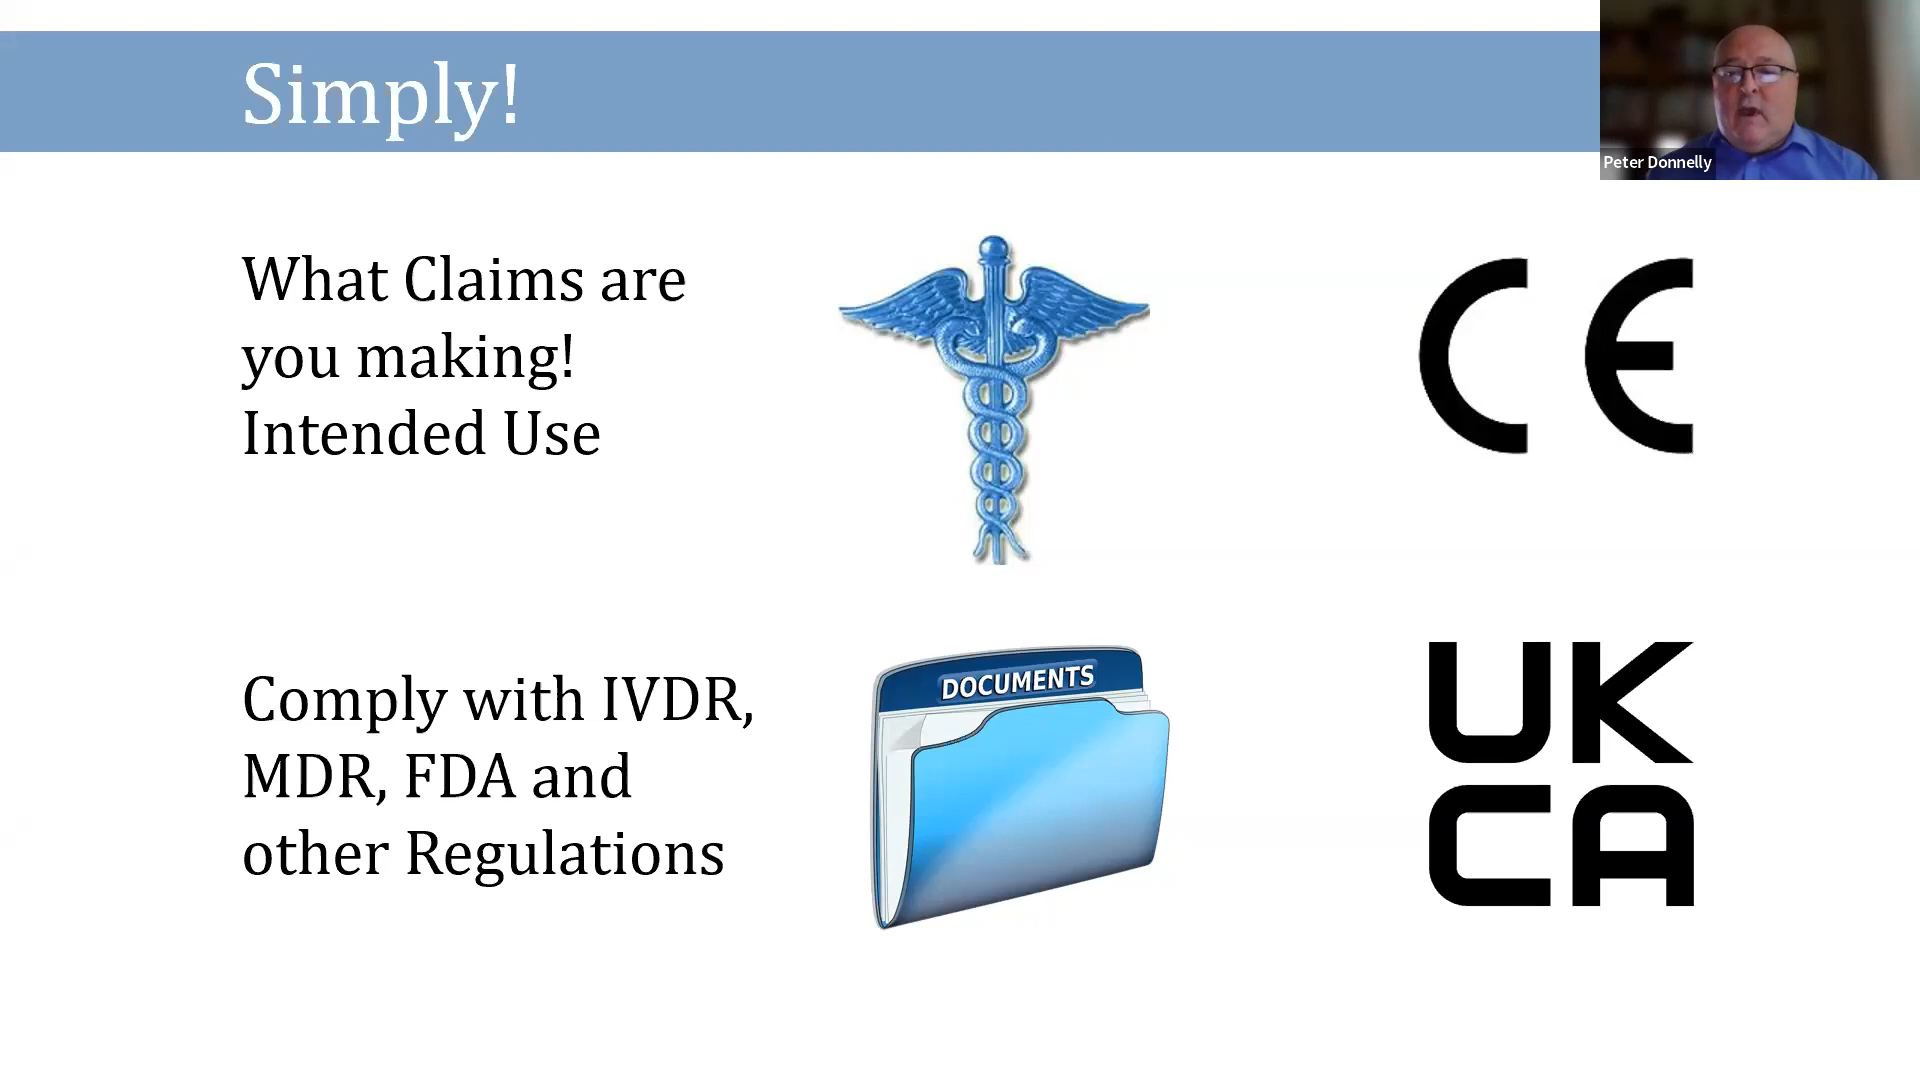 Simply!
Peter Donnelly
What Claims are
you making!
Intended Use
CE
Comply with IVDR,
MDR, FDA and
other Regulations
DOCUMENTS
UK
CA